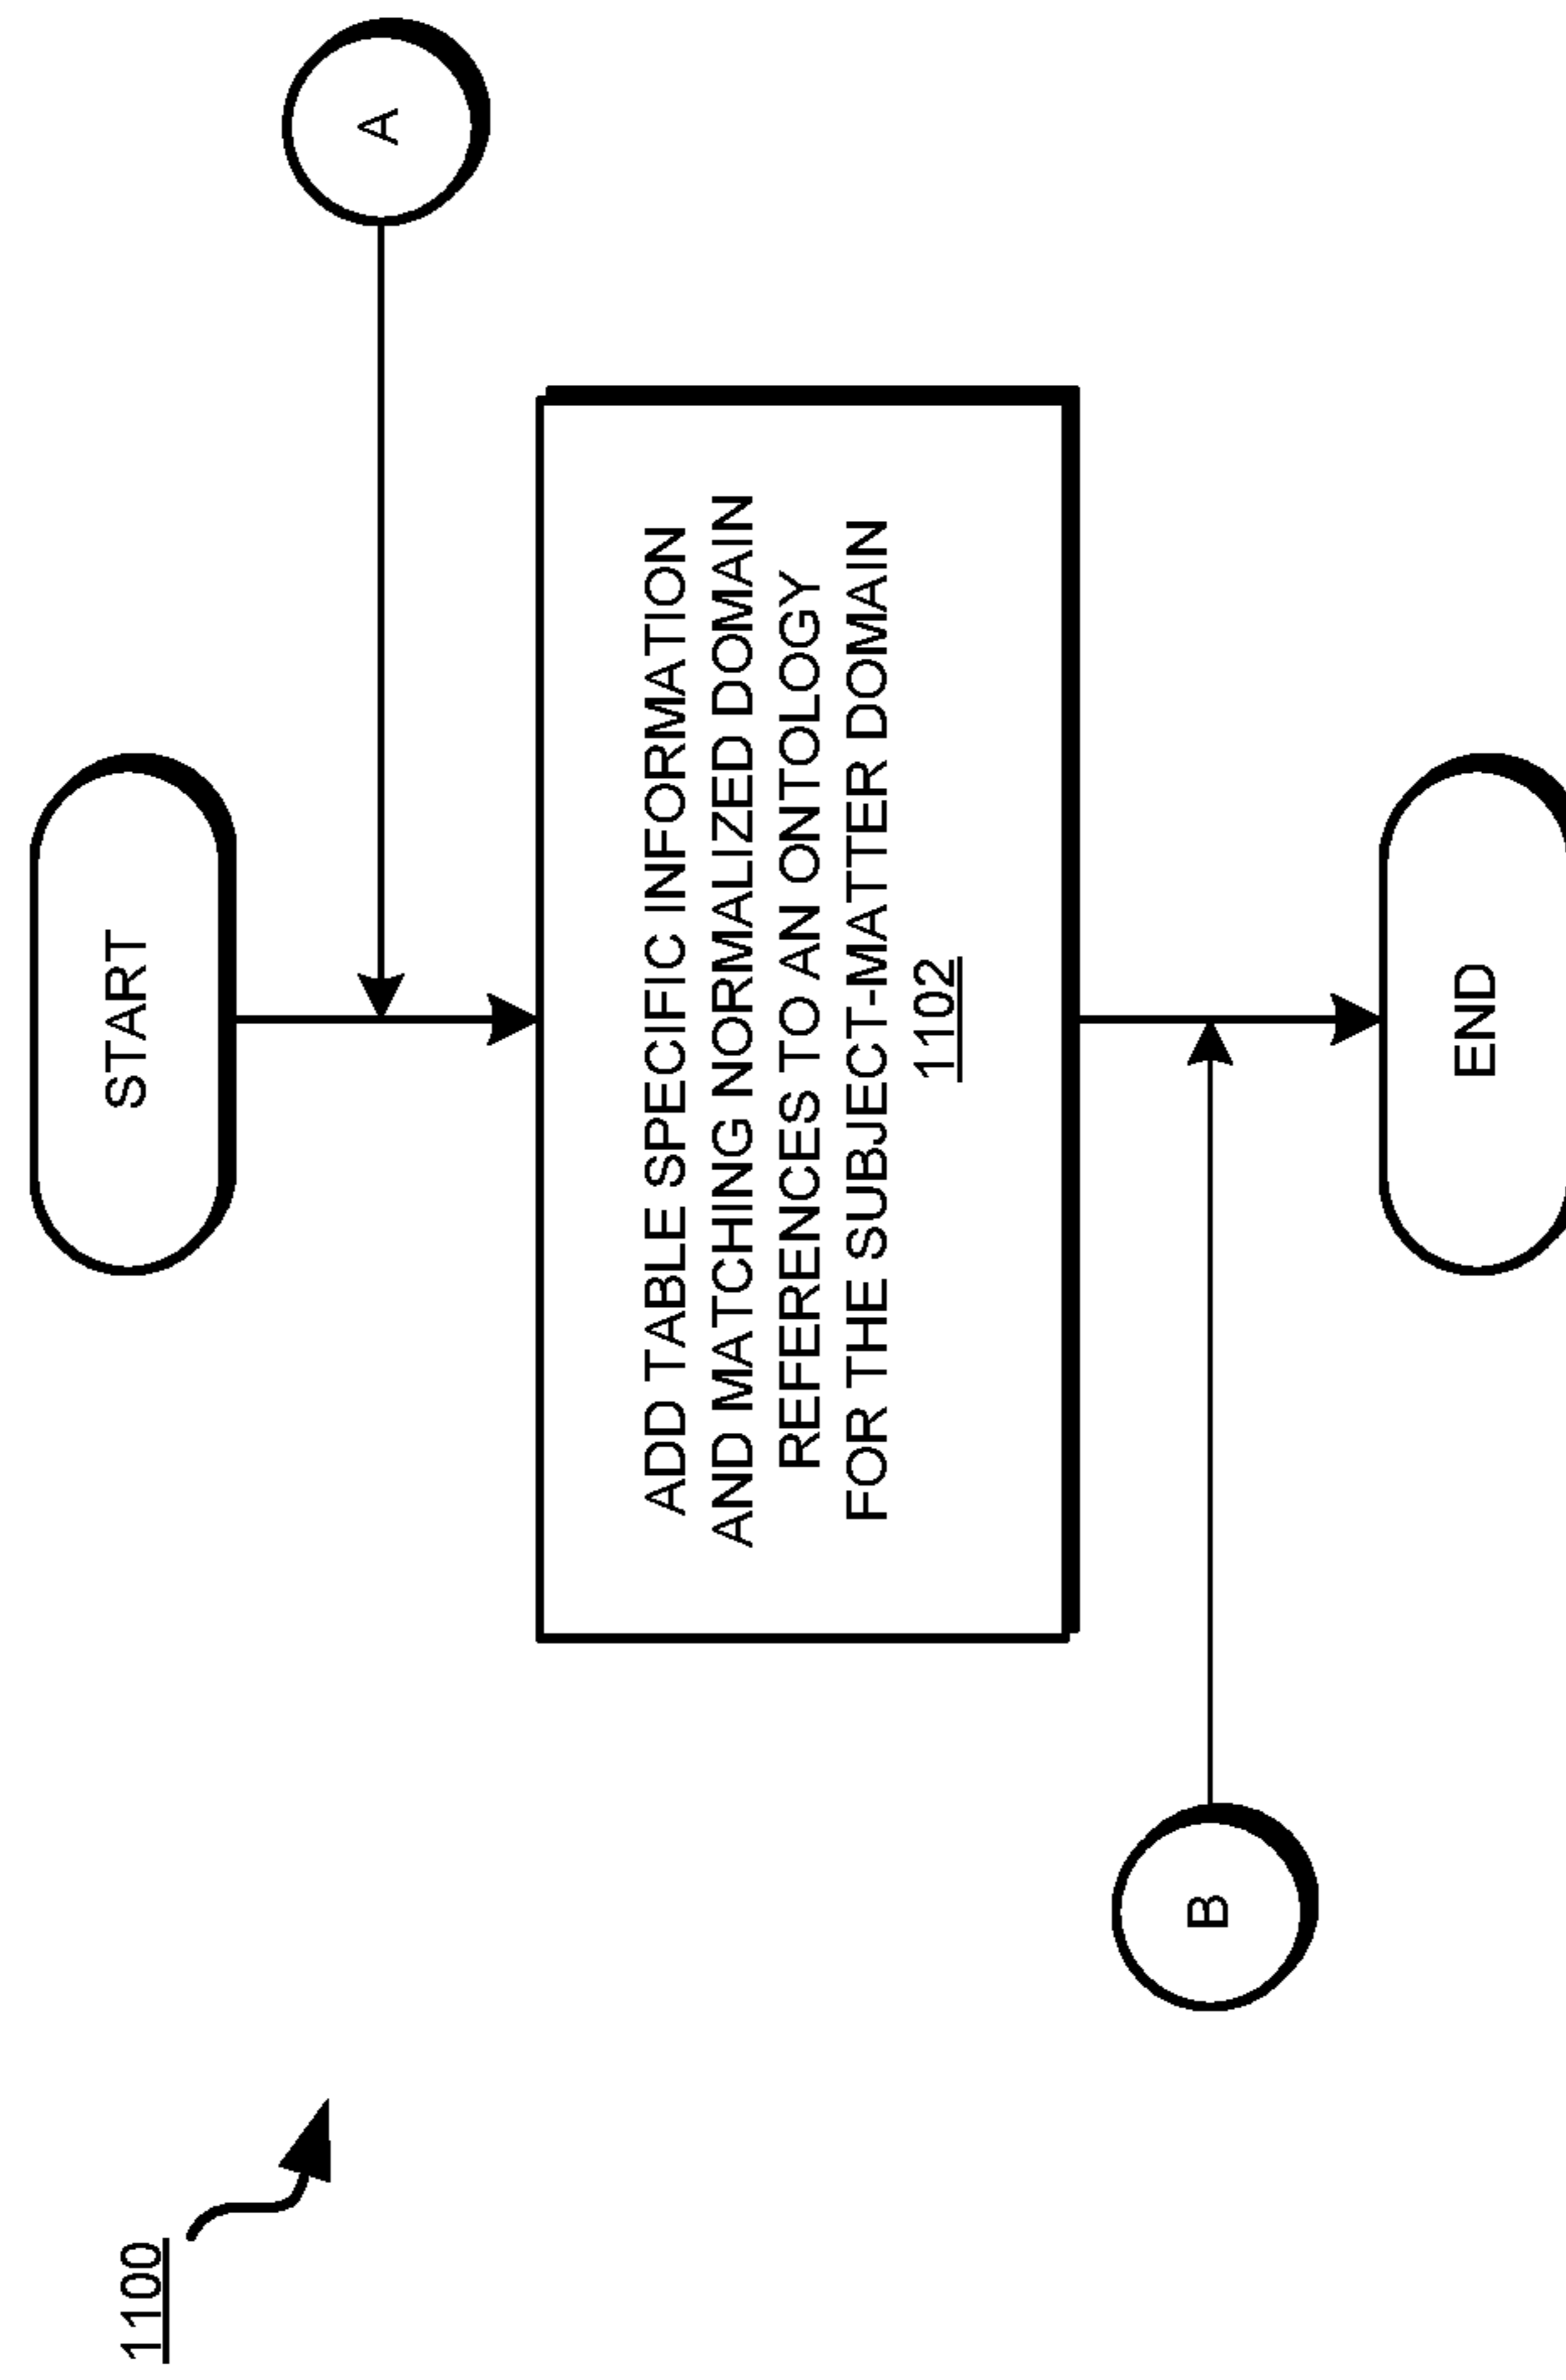 1100
START
A
ADD TABLE SPECIFIC INFORMATION
AND MATCHING NORMALIZED DOMAIN
REFERENCES TO AN ONTOLOGY
FOR THE SUBJECT-MATTER DOMAIN
1102
B
END